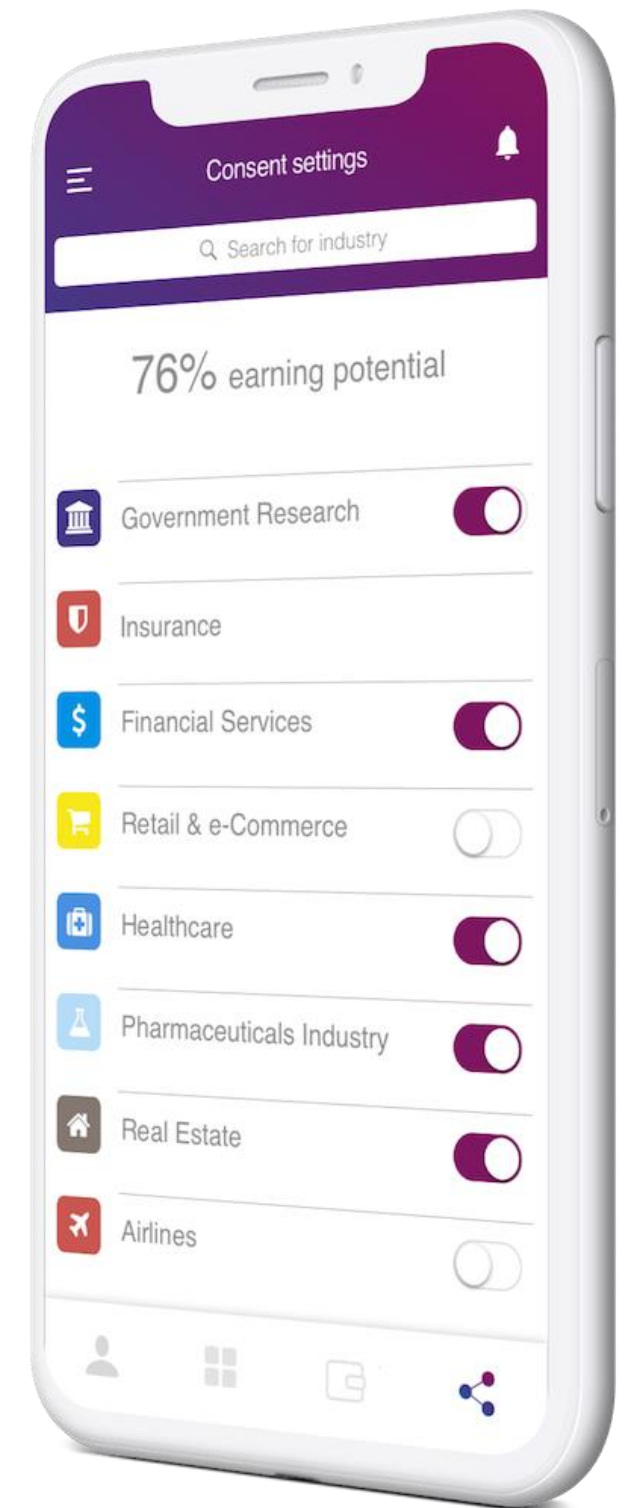 Consent settings
Search for industry
76% earning potential
Government Research
Insurance
Financial Services
Retail & e-Commerce
Healthcare
Pharmaceuticals Industry
Real Estate
Airlines